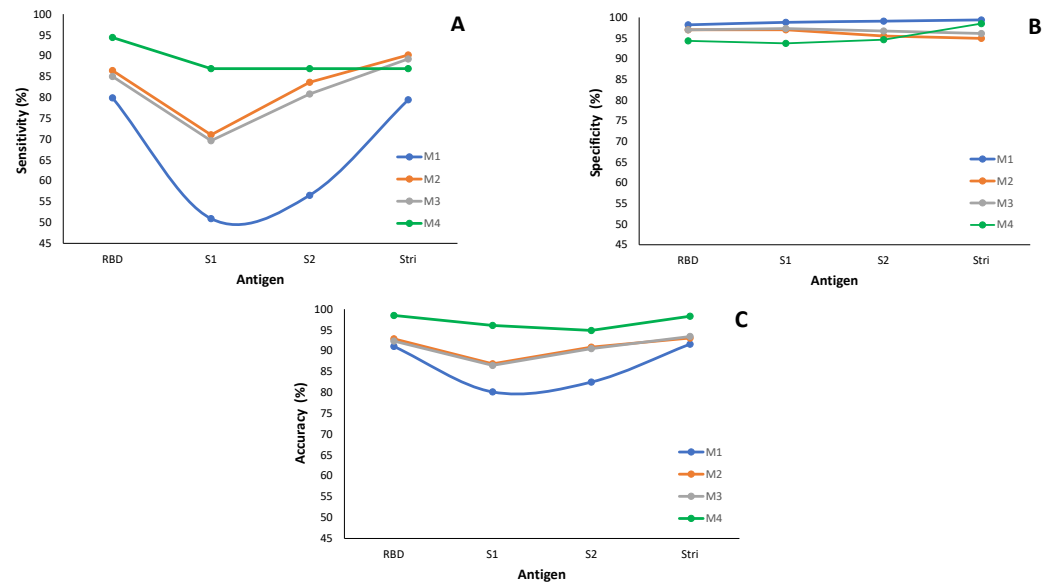 A
100
95
90
85
80
75
70
65
60
55
50
45
Sensitivity (%)
M1
M2
M3
M4
RBD S1 S2 Stri
Antigen
B
100
95
90
85
80
75
70
65
60
55
50
45
Specificity (%)
M1
M2
M3
M4
RBD S1 S2 Stri
Antigen
C
100
95
90
85
80
75
70
65
60
55
50
45
Accuracy (%)
M1
M2
M3
M4
RBD S1 S2 Stri
Antigen